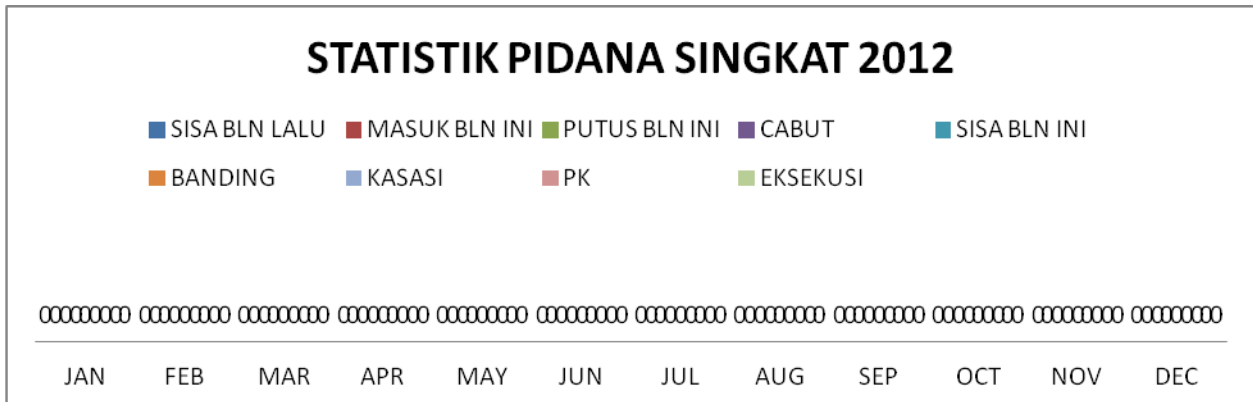 STATISTIK PIDANA SINGKAT 2012
SISA BLN LALU MASUK BLN INI PUTUS BLN INI CABUT SISA BLN INI
BANDING KASASI PK EKSEKUSI
000000000 000000000 000000000 000000000 000000000 000000000 000000000 000000000 000000000 000000000 000000000 000000000
JAN FEB MAR APR MAY JUN JUL AUG SEP OCT NOV DEC